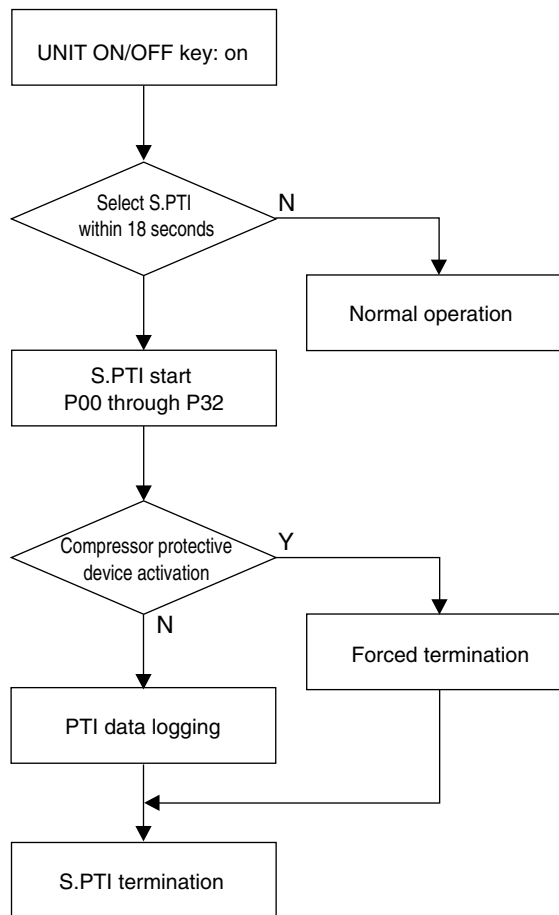 UNIT ON/OFF key: on
Select S.PTI
within 18 seconds
N
Normal operation
S.PTI start
P00 through P32
Compressor protective
device activation
Y
N
Forced termination
PTI data logging
S.PTI termination